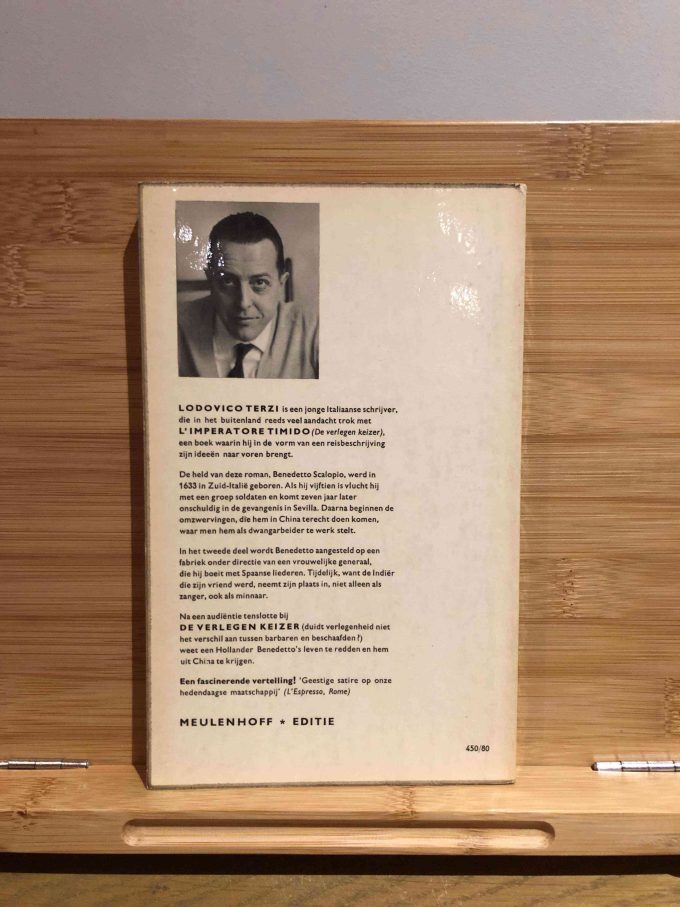 LODOVICO TERZI is een jonge Italiaanse schrijver,
die in het buitenland reeds veel aandacht trok met
L'IMPERATORE TIMIDO (De verlegen keizer),
een boek waarin hij in de vorm van een reisbeschrijving
zijn ideeën naar voren brengt.
De held van deze roman, Benedetto Scalopio, werd in
1633 in Zuid-Italië geboren. Als hij vijftien is vlucht hij
met een groep soldaten en komt zeven jaar later
onschuldig in de gevangenis in Sevilla. Daarna beginnen de
omzwervingen, die hem in China terecht doen komen,
waar men hem als dwangarbeider te werk stelt.
In het tweede deel wordt Benedetto aangesteld op een
fabriek onder directie van een vrouwelijke generaal,
die hij boeit met Spaanse liederen. Tijdelijk, want de Indiër
die zijn vriend werd, neemt zijn plaats in, niet alleen als
zanger, ook als minnaar.
Na een audiëntie tenslotte bij
DE VERLEGEN KEIZER (duidt verlegenheid niet
het verschil aan tussen barbaren en beschaafden?)
weet een Hollander Benedetto's leven te redden en hem
uit China te krijgen.
Een fascinerende vertelling! 'Geestige satire op onze
hedendaagse maatschappij' (L'Espresso, Rome)
MEULENHOFF * EDITIE
450/80